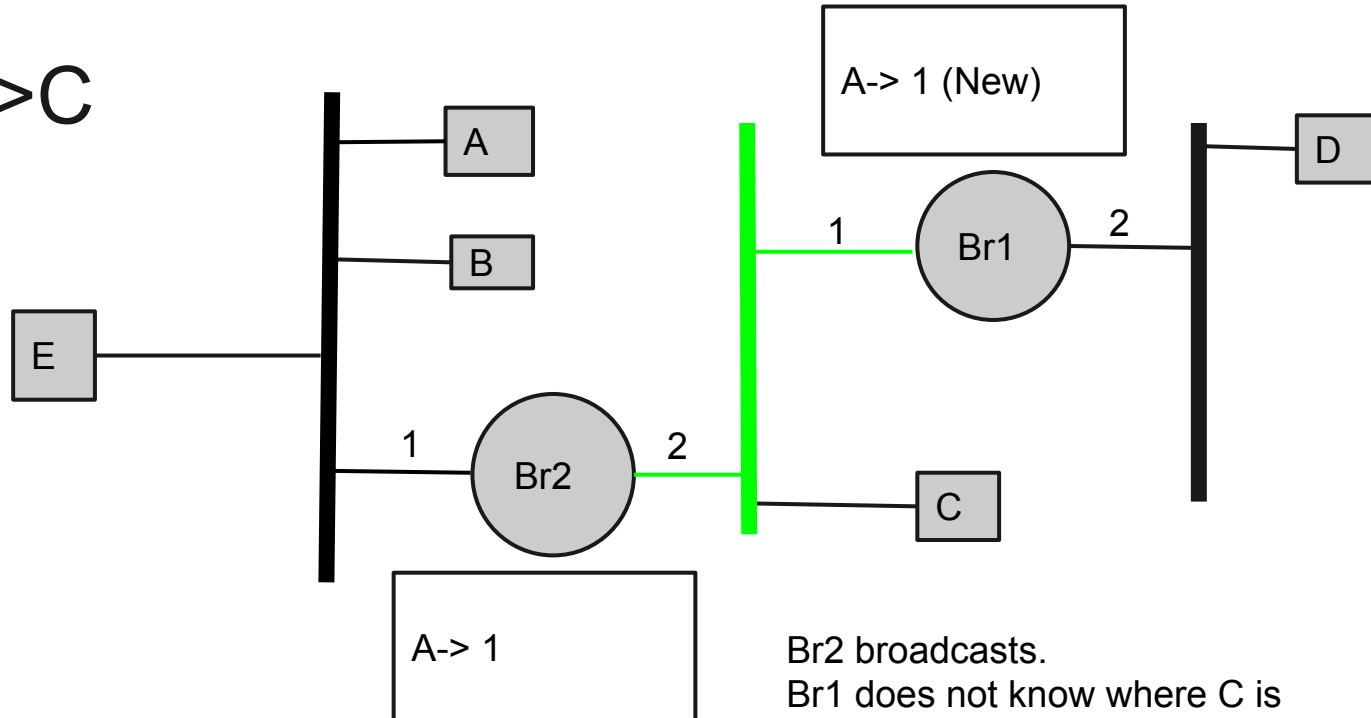 >C
A-> 1 (New)
A
D
B
1
Br1
2
E
1
Br2
2
C
A-> 1
Br2 broadcasts.
Br1 does not know where C is